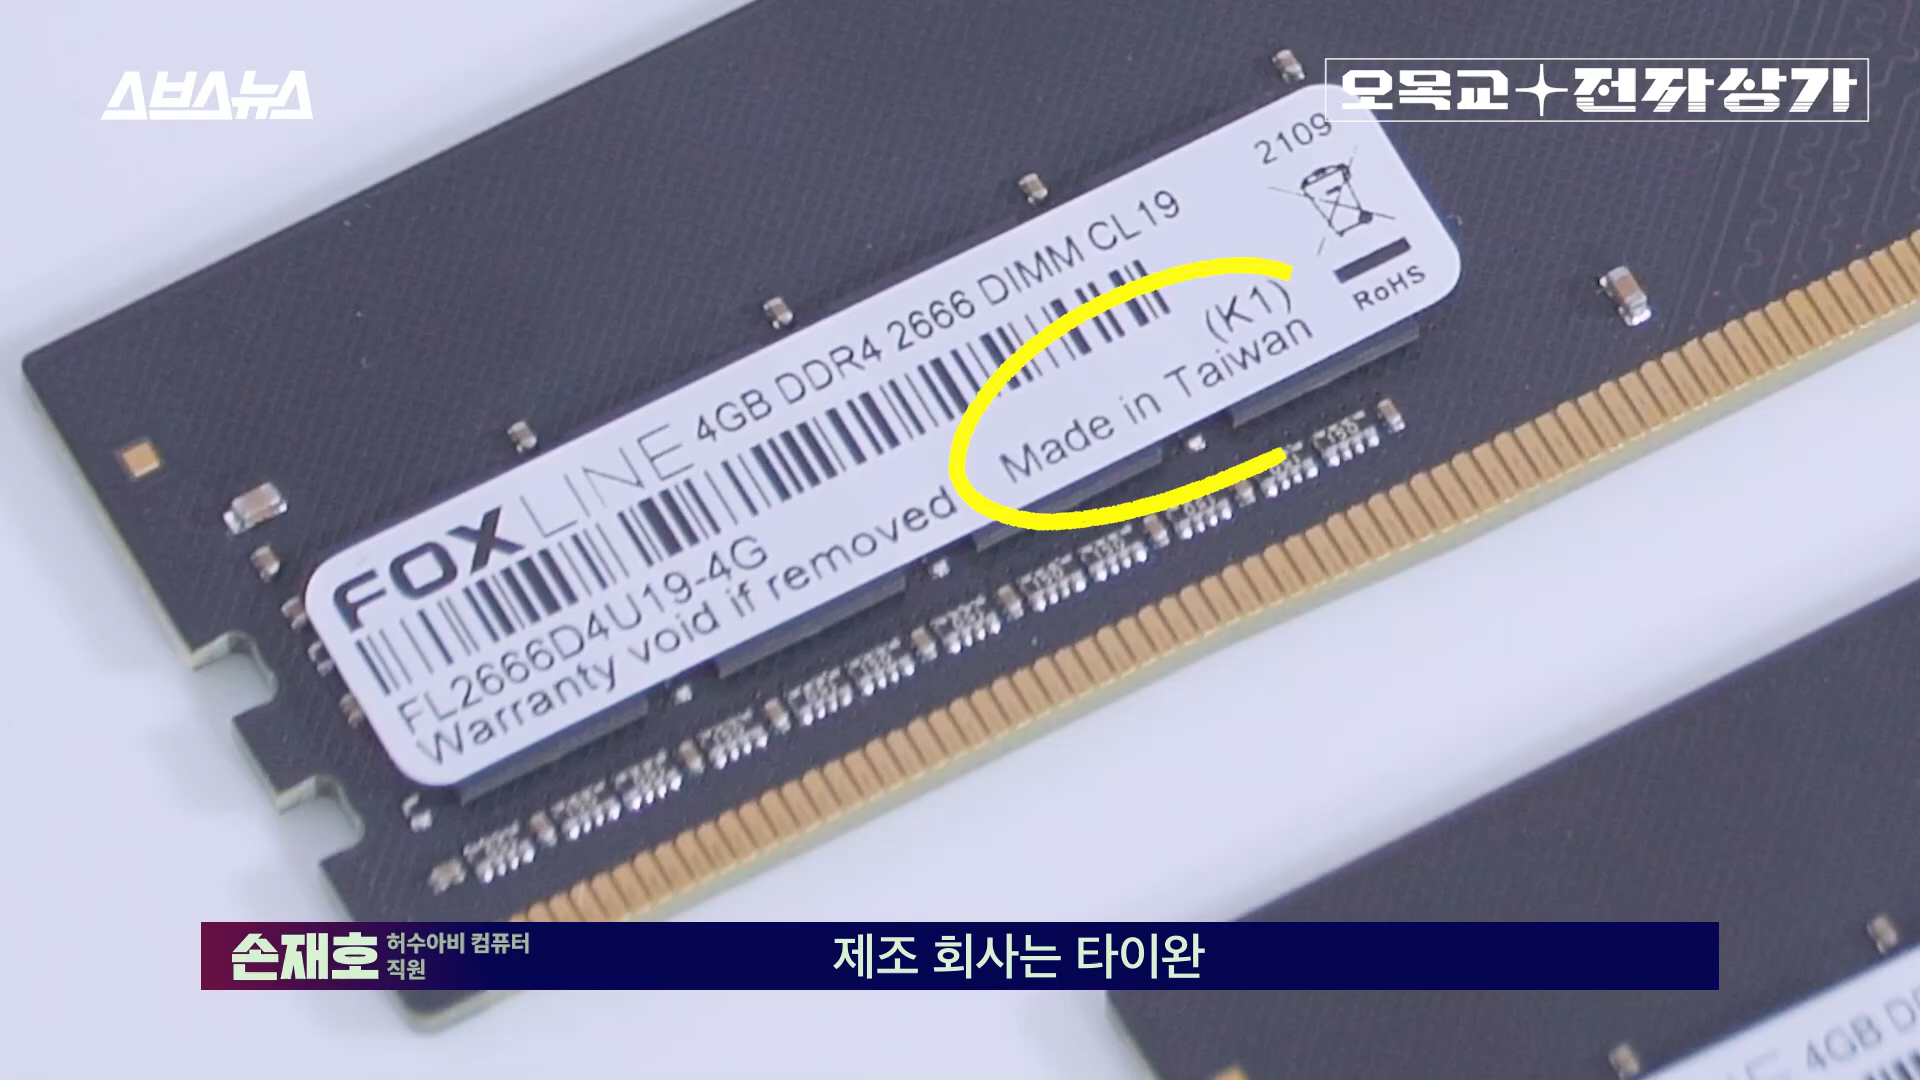 스브스뉴스
오목교 전자상가
2109
FOXLINE 4GB DDR4 2666 DIMM CL19
(K1)
RoHS
FL2666D4U19-4G
Warranty void if removed Made in Taiwan
손재호 허수아비 컴퓨터
직원
제조 회사는 타이완
4GB